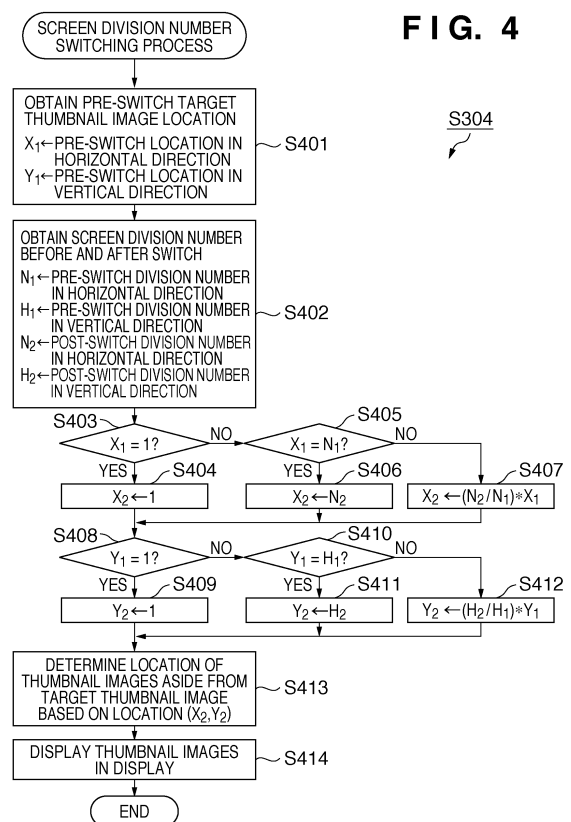 FIG. 4
SCREEN DIVISION NUMBER
SWITCHING PROCESS
S304
OBTAIN PRE-SWITCH TARGET
THUMBNAIL IMAGE LOCATION
X1←PRE-SWITCH LOCATION IN
HORIZONTAL DIRECTION
Y1←PRE-SWITCH LOCATION IN
VERTICAL DIRECTION
S401
OBTAIN SCREEN DIVISION NUMBER
BEFORE AND AFTER SWITCH
N1←PRE-SWITCH DIVISION NUMBER
IN HORIZONTAL DIRECTION
H1←PRE-SWITCH DIVISION NUMBER
IN VERTICAL DIRECTION
N2←POST-SWITCH DIVISION NUMBER
IN HORIZONTAL DIRECTION
H2←POST-SWITCH DIVISION NUMBER
IN VERTICAL DIRECTION
S402
S403
X1 = 1?
NO
YES
S405
X1 = N1?
NO
YES
S404
X2←1
S406
X2←N2
S407
X2←(N2/N1)*X1
S408
Y1 = 1?
NO
YES
S410
Y1 = H1?
NO
YES
S409
Y2←1
S411
Y2←H2
S412
Y2←(H2/H1)*Y1
DETERMINE LOCATION OF
THUMBNAIL IMAGES ASIDE FROM
TARGET THUMBNAIL IMAGE
BASED ON LOCATION (X2,Y2)
S413
DISPLAY THUMBNAIL IMAGES
IN DISPLAY
S414
END